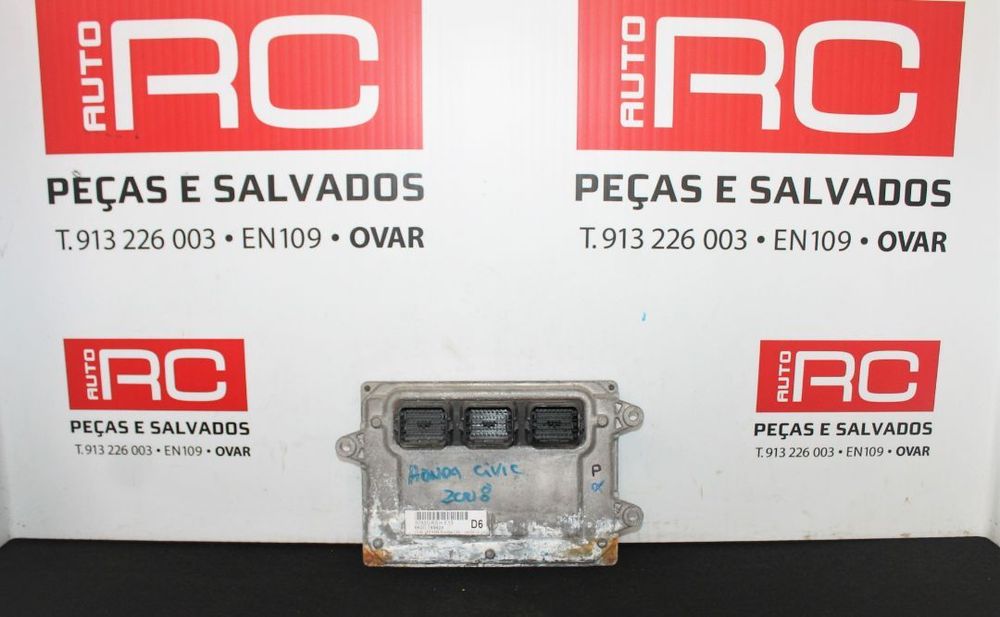 AUTO RC
PEÇAS E SALVADOS
T. 913 226 003 • EN109 • OVAR
AUTO RC
PEÇAS E SALVADOS
T. 913 226 003 • EN109 • OVAR
AUTO RC
PEÇAS E SALVADOS
T. 913 226 003 • EN109 • OVAR
AUTO RC
PEÇAS E SALVADOS
T. 913 226 003 • EN109 • OVAR
HONDA CIVIC
2008
P
D6